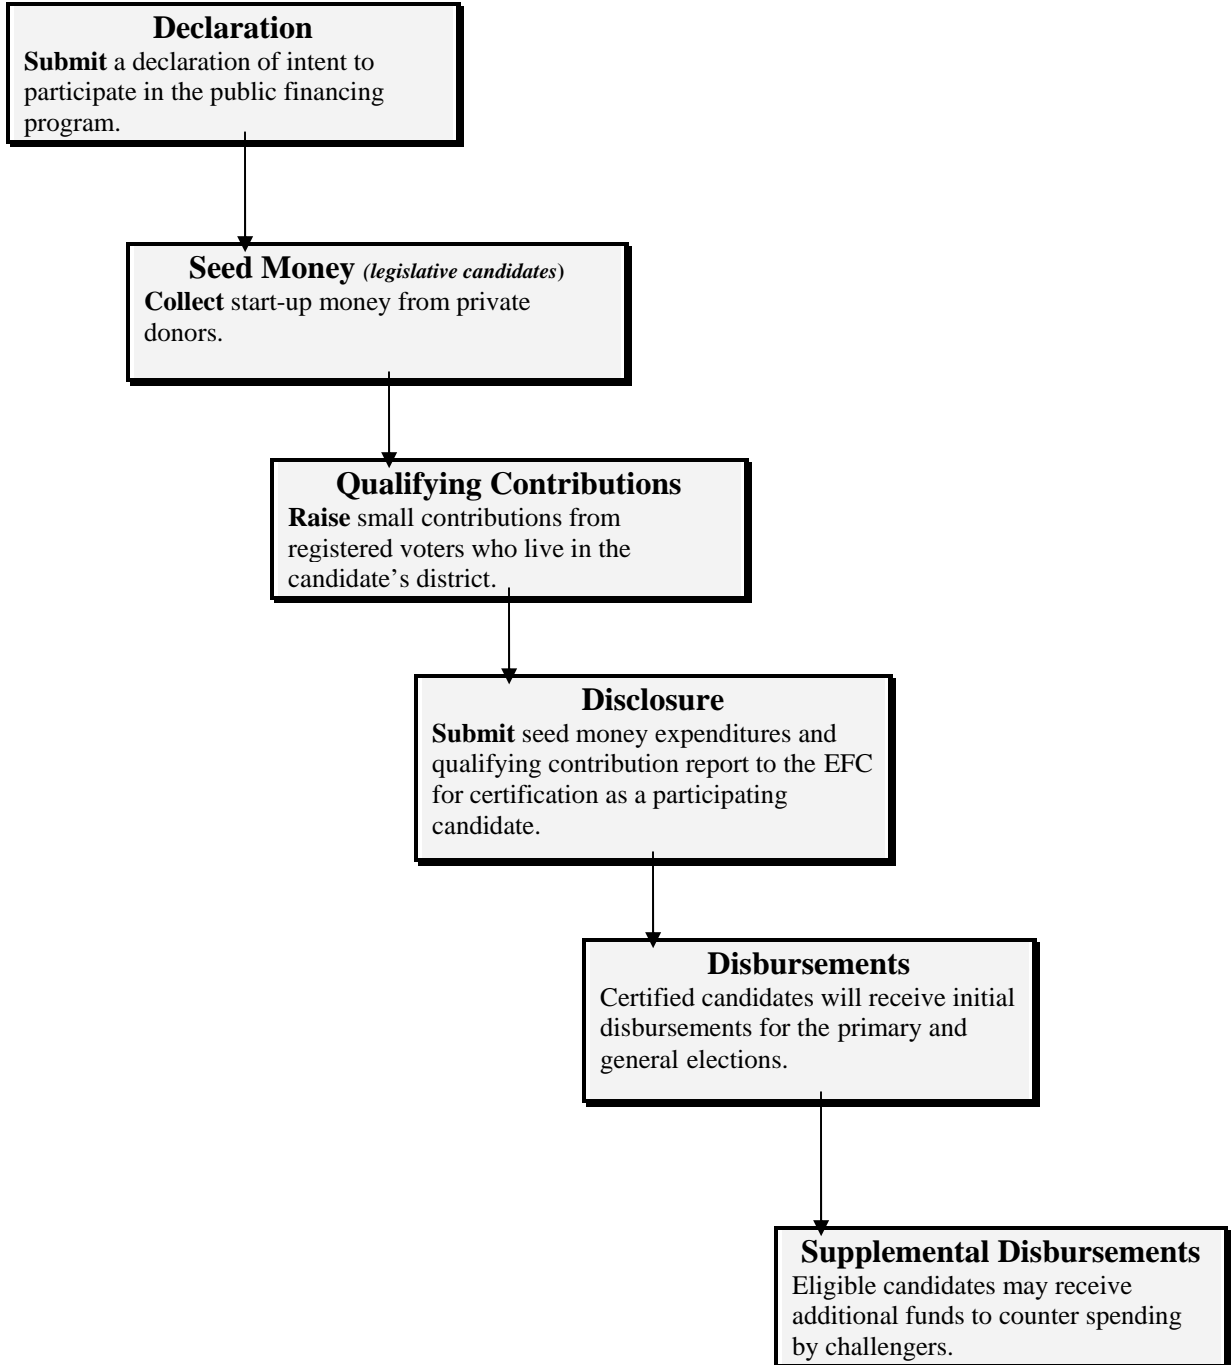 Declaration
Submit a declaration of intent to
participate in the public financing
program.
Seed Money (legislative candidates)
Collect start-up money from private
donors.
Qualifying Contributions
Raise small contributions from
registered voters who live in the
candidate’s district.
Disclosure
Submit seed money expenditures and
qualifying contribution report to the EFC
for certification as a participating
candidate.
Disbursements
Certified candidates will receive initial
disbursements for the primary and
general elections.
Supplemental Disbursements
Eligible candidates may receive
additional funds to counter spending
by challengers.